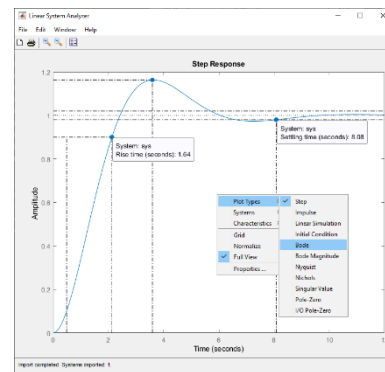 Linear System Analyzer
File Edit Window Help
Step Response
1.2
1
0.8
0.6
0.4
0.2
0
Amplitude
System: sys
Rise time (seconds): 1.64
System: sys
Settling time (seconds): 8.08
Plot Types
Systems
Characteristics
Grid
Normalize
Full View
Properties ...
Step
Impulse
Linear Simulation
Initial Condition
Bode
Bode Magnitude
Nyquist
Nichols
Singular Value
Pole-Zero
I/O Pole-Zero
0 2 4 6 8 10 12
Time (seconds)
Import completed. Systems imported: 1.